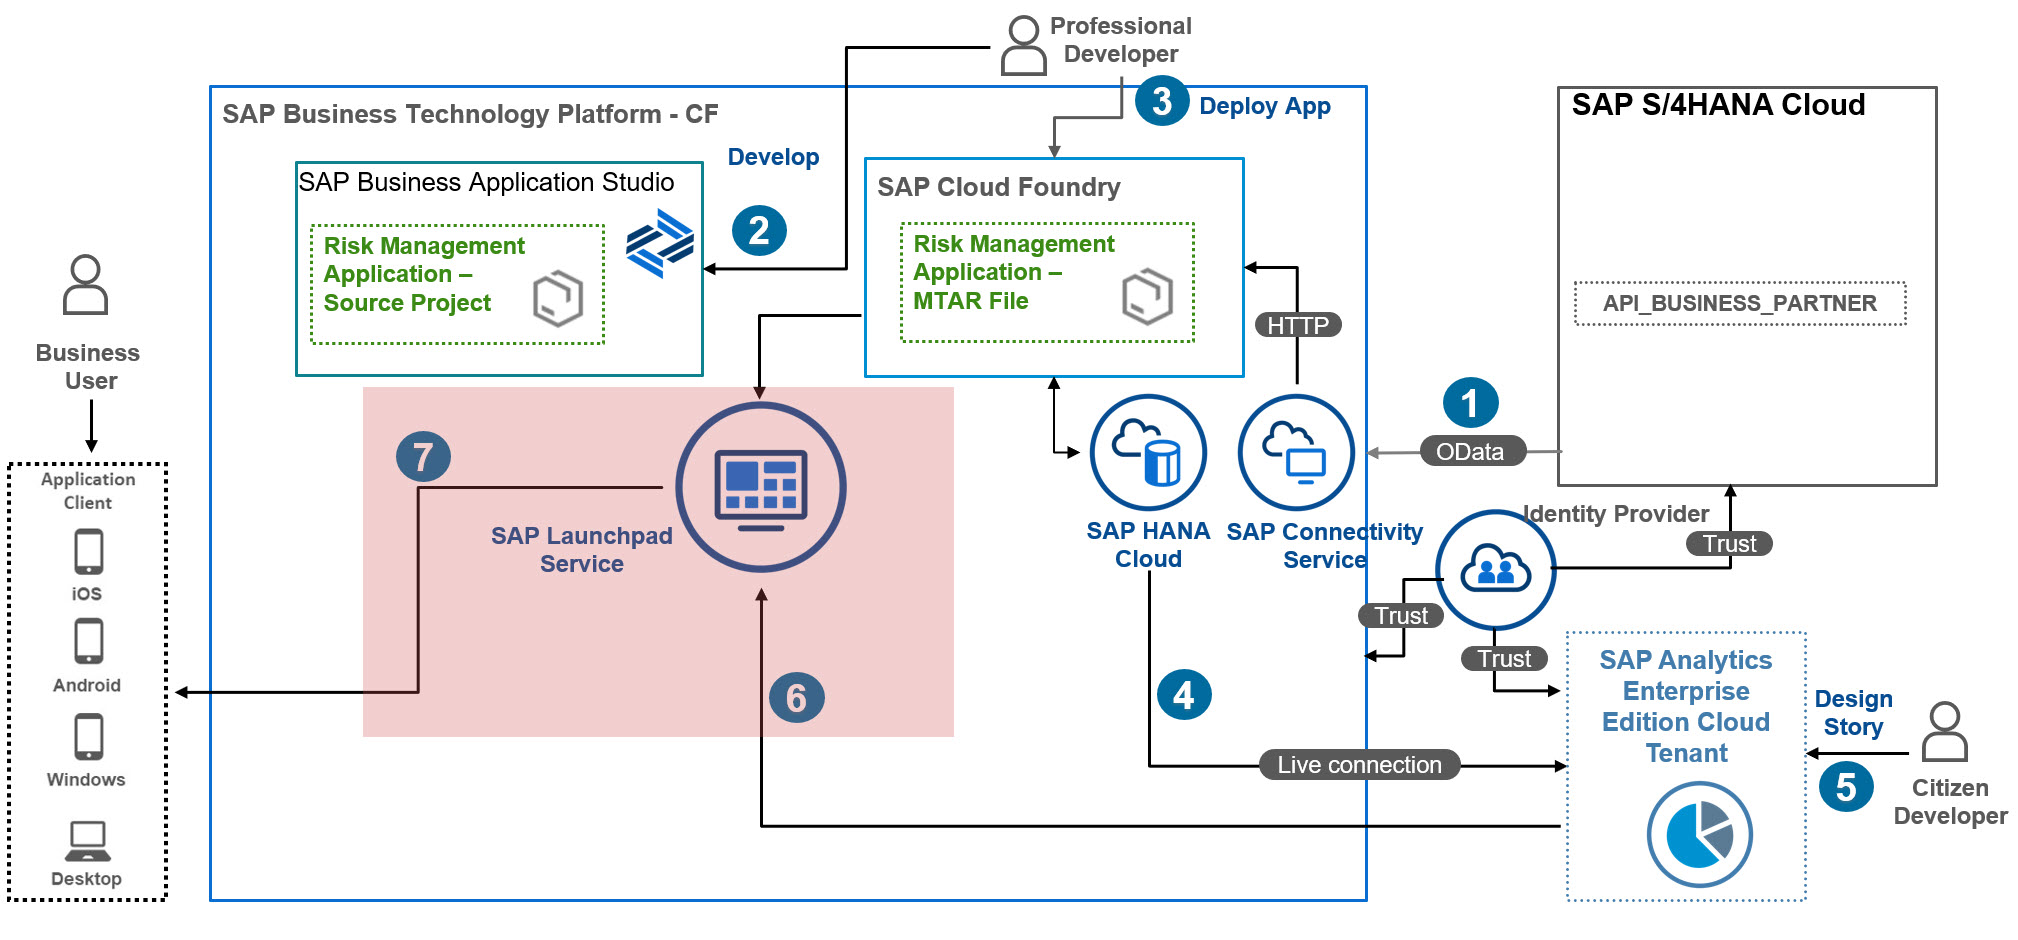 Professional
Developer
3
Deploy App
SAP Business Technology Platform - CF
SAP S/4HANA Cloud
Develop
SAP Business Application Studio
2
SAP Cloud Foundry
Risk Management
Application –
Source Project
Risk Management
Application –
MTAR File
HTTP
API_BUSINESS_PARTNER
Business
User
1
OData
7
Application
Client
SAP Launchpad
Service
SAP HANA
Cloud
SAP Connectivity
Service
Identity Provider
Trust
Trust
Trust
iOS
Android
Windows
Desktop
6
4
Live connection
SAP Analytics
Enterprise
Edition Cloud
Tenant
Design
Story
5
Citizen
Developer